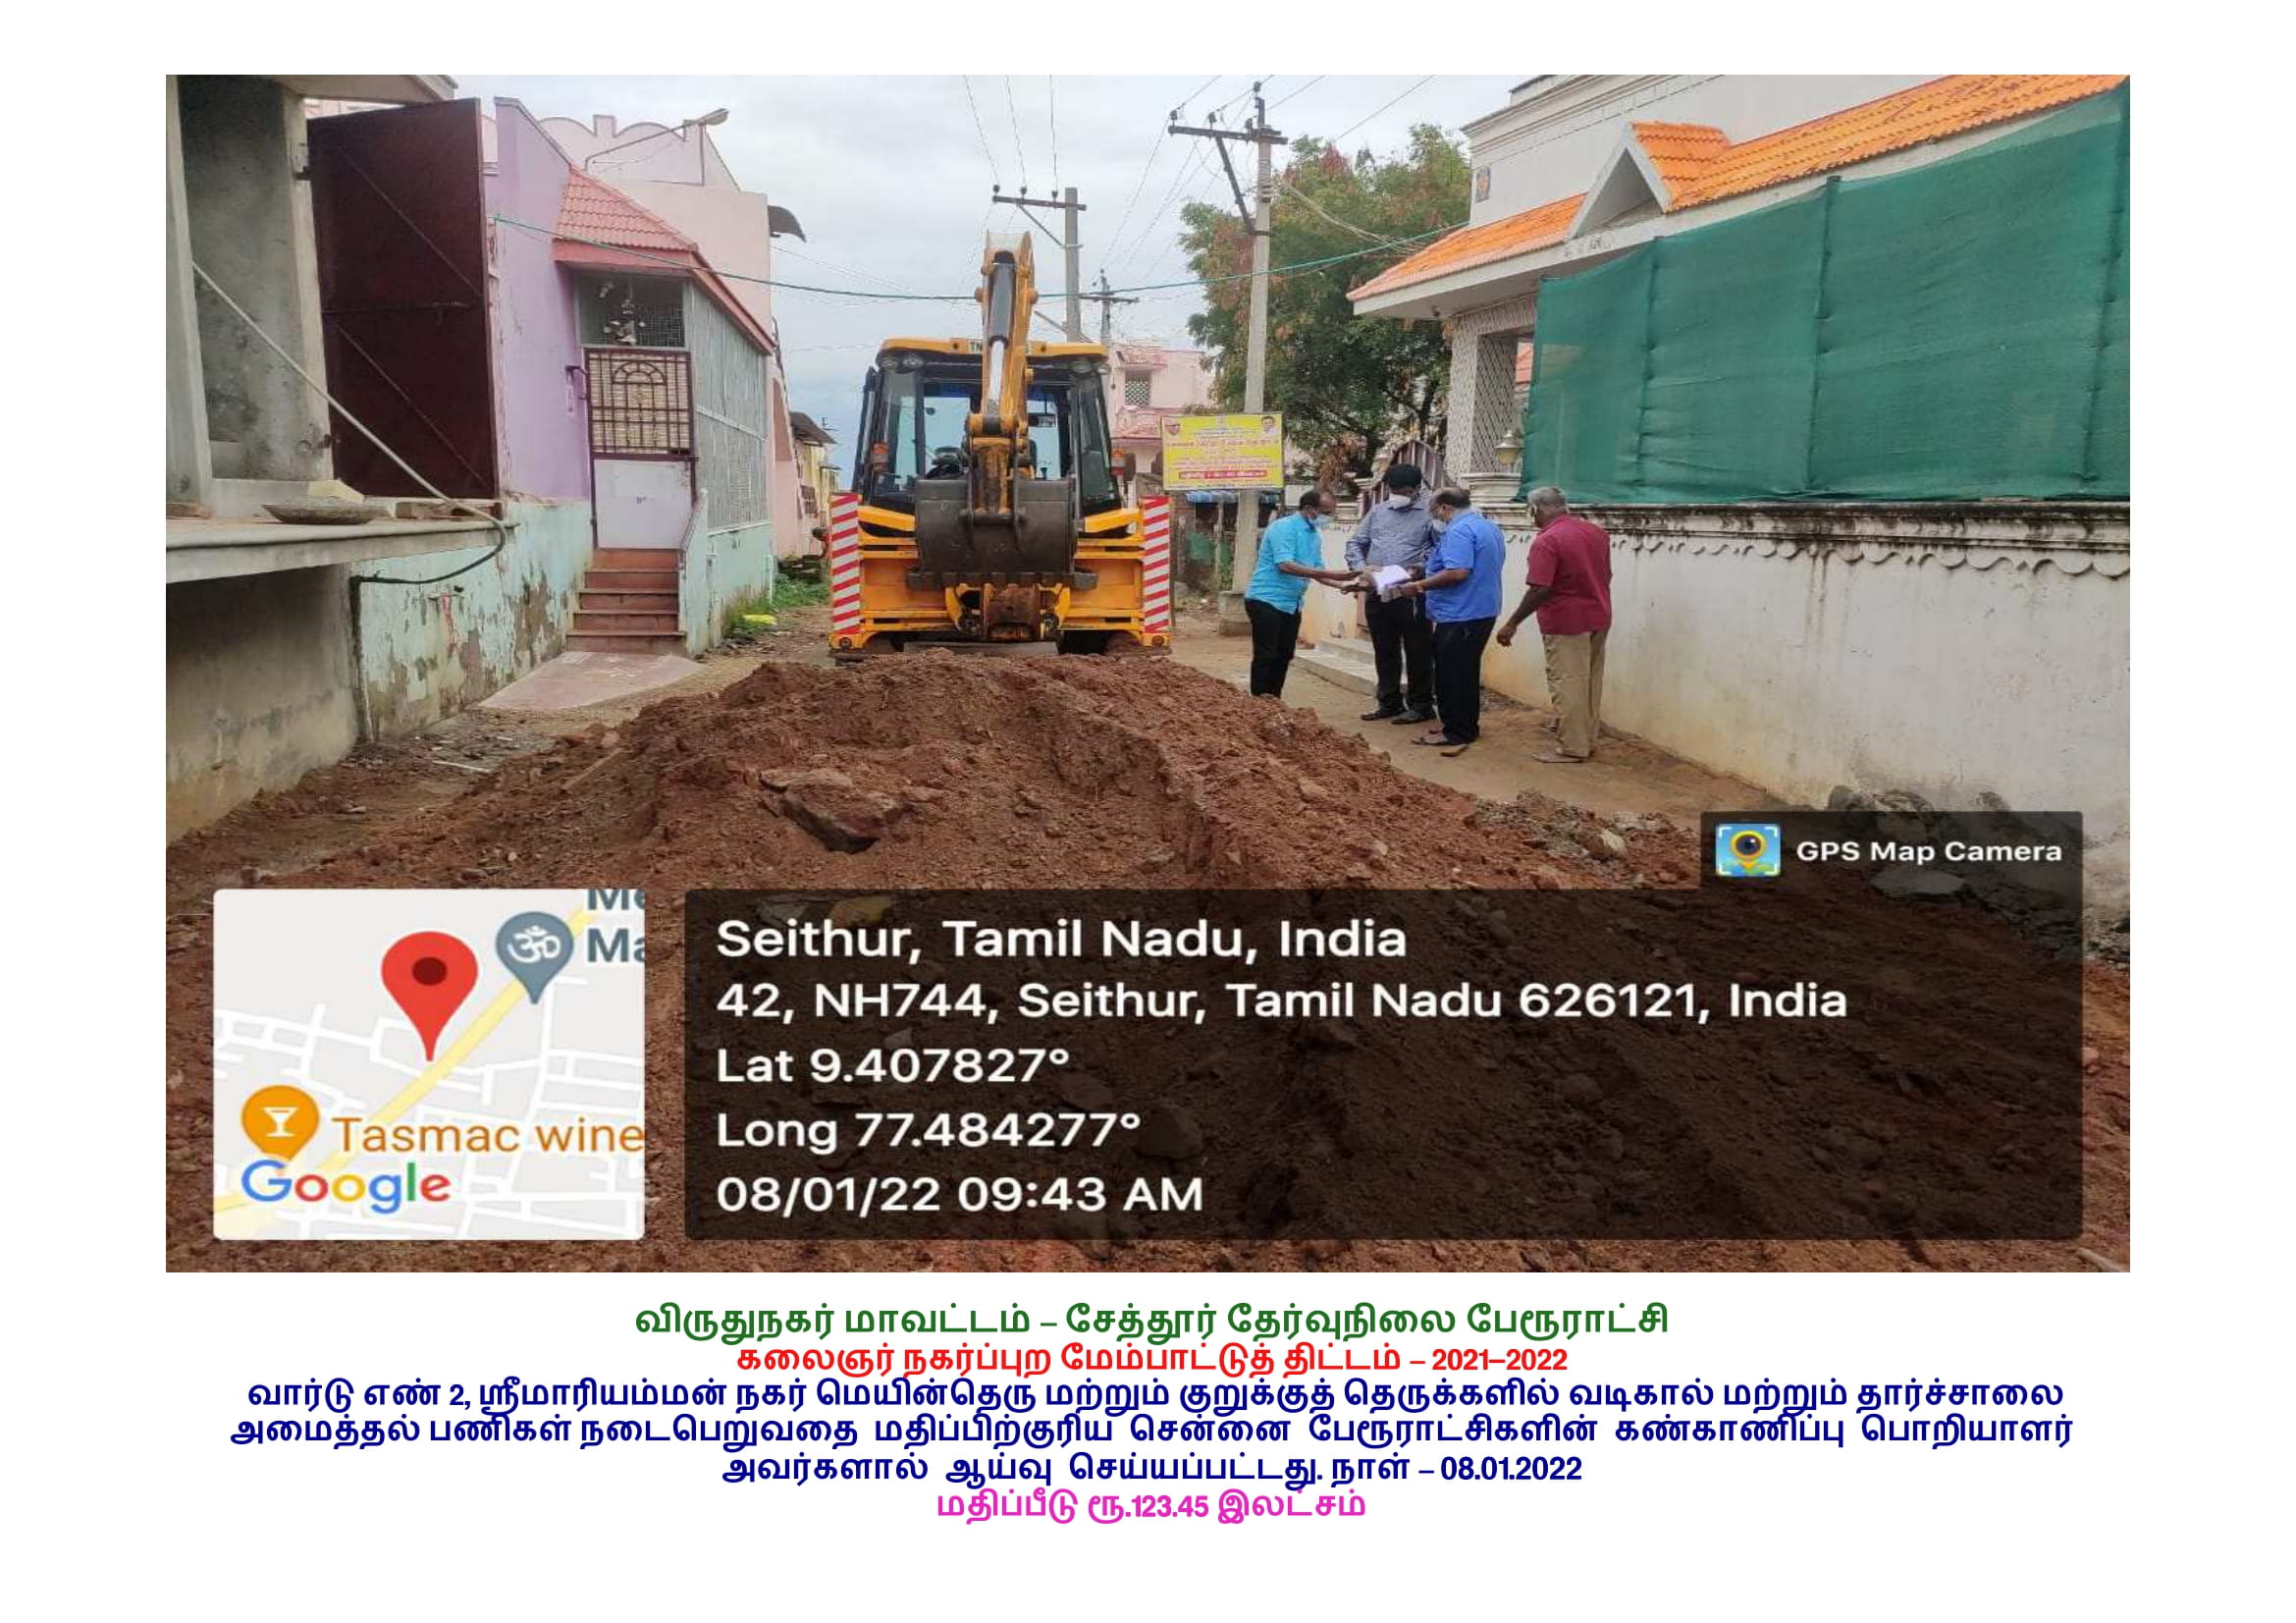 TN
GPS Map Camera
Me
Ma
Tasmac wine
Google
Seithur, Tamil Nadu, India
42, NH744, Seithur, Tamil Nadu 626121, India
Lat 9.407827°
Long 77.484277°
08/01/22 09:43 AM
விருதுநகர் மாவட்டம் – சேத்தூர் தேர்வுநிலை பேரூராட்சி
கலைஞர் நகர்ப்புற மேம்பாட்டுத் திட்டம் – 2021–2022
வார்டு எண் 2, ஸ்ரீமாரியம்மன் நகர் மெயின்தெரு மற்றும் குறுக்குத் தெருக்களில் வடிகால் மற்றும் தார்ச்சாலை
அமைத்தல் பணிகள் நடைபெறுவதை மதிப்பிற்குரிய சென்னை பேரூராட்சிகளின் கண்காணிப்பு பொறியாளர்
அவர்களால் ஆய்வு செய்யப்பட்டது. நாள் – 08.01.2022
மதிப்பீடு ரூ.123.45 இலட்சம்